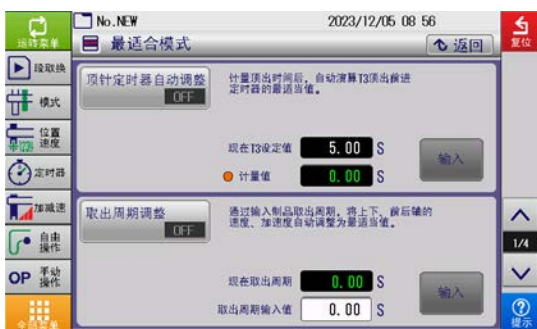 No.NEW 2023/12/05 08 56
运转菜单
最适合模式
返回
复位
段取换
模式
位置
速度
定时器
加减速
自由
操作
OP 手动
操作
全部菜单
顶针定时器自动调整
OFF
计量顶出时间后，自动演算T3顶出前进
定时器的最适当值。
现在T3设定值 5.00 S
计量值 0.00 S
输入
取出周期调整
OFF
通过输入制品取出周期，将上下、前后轴的
速度、加速度自动调整为最适当值。
现在取出周期 0.00 S
取出周期输入值 0.00 S
输入
1/4
提示